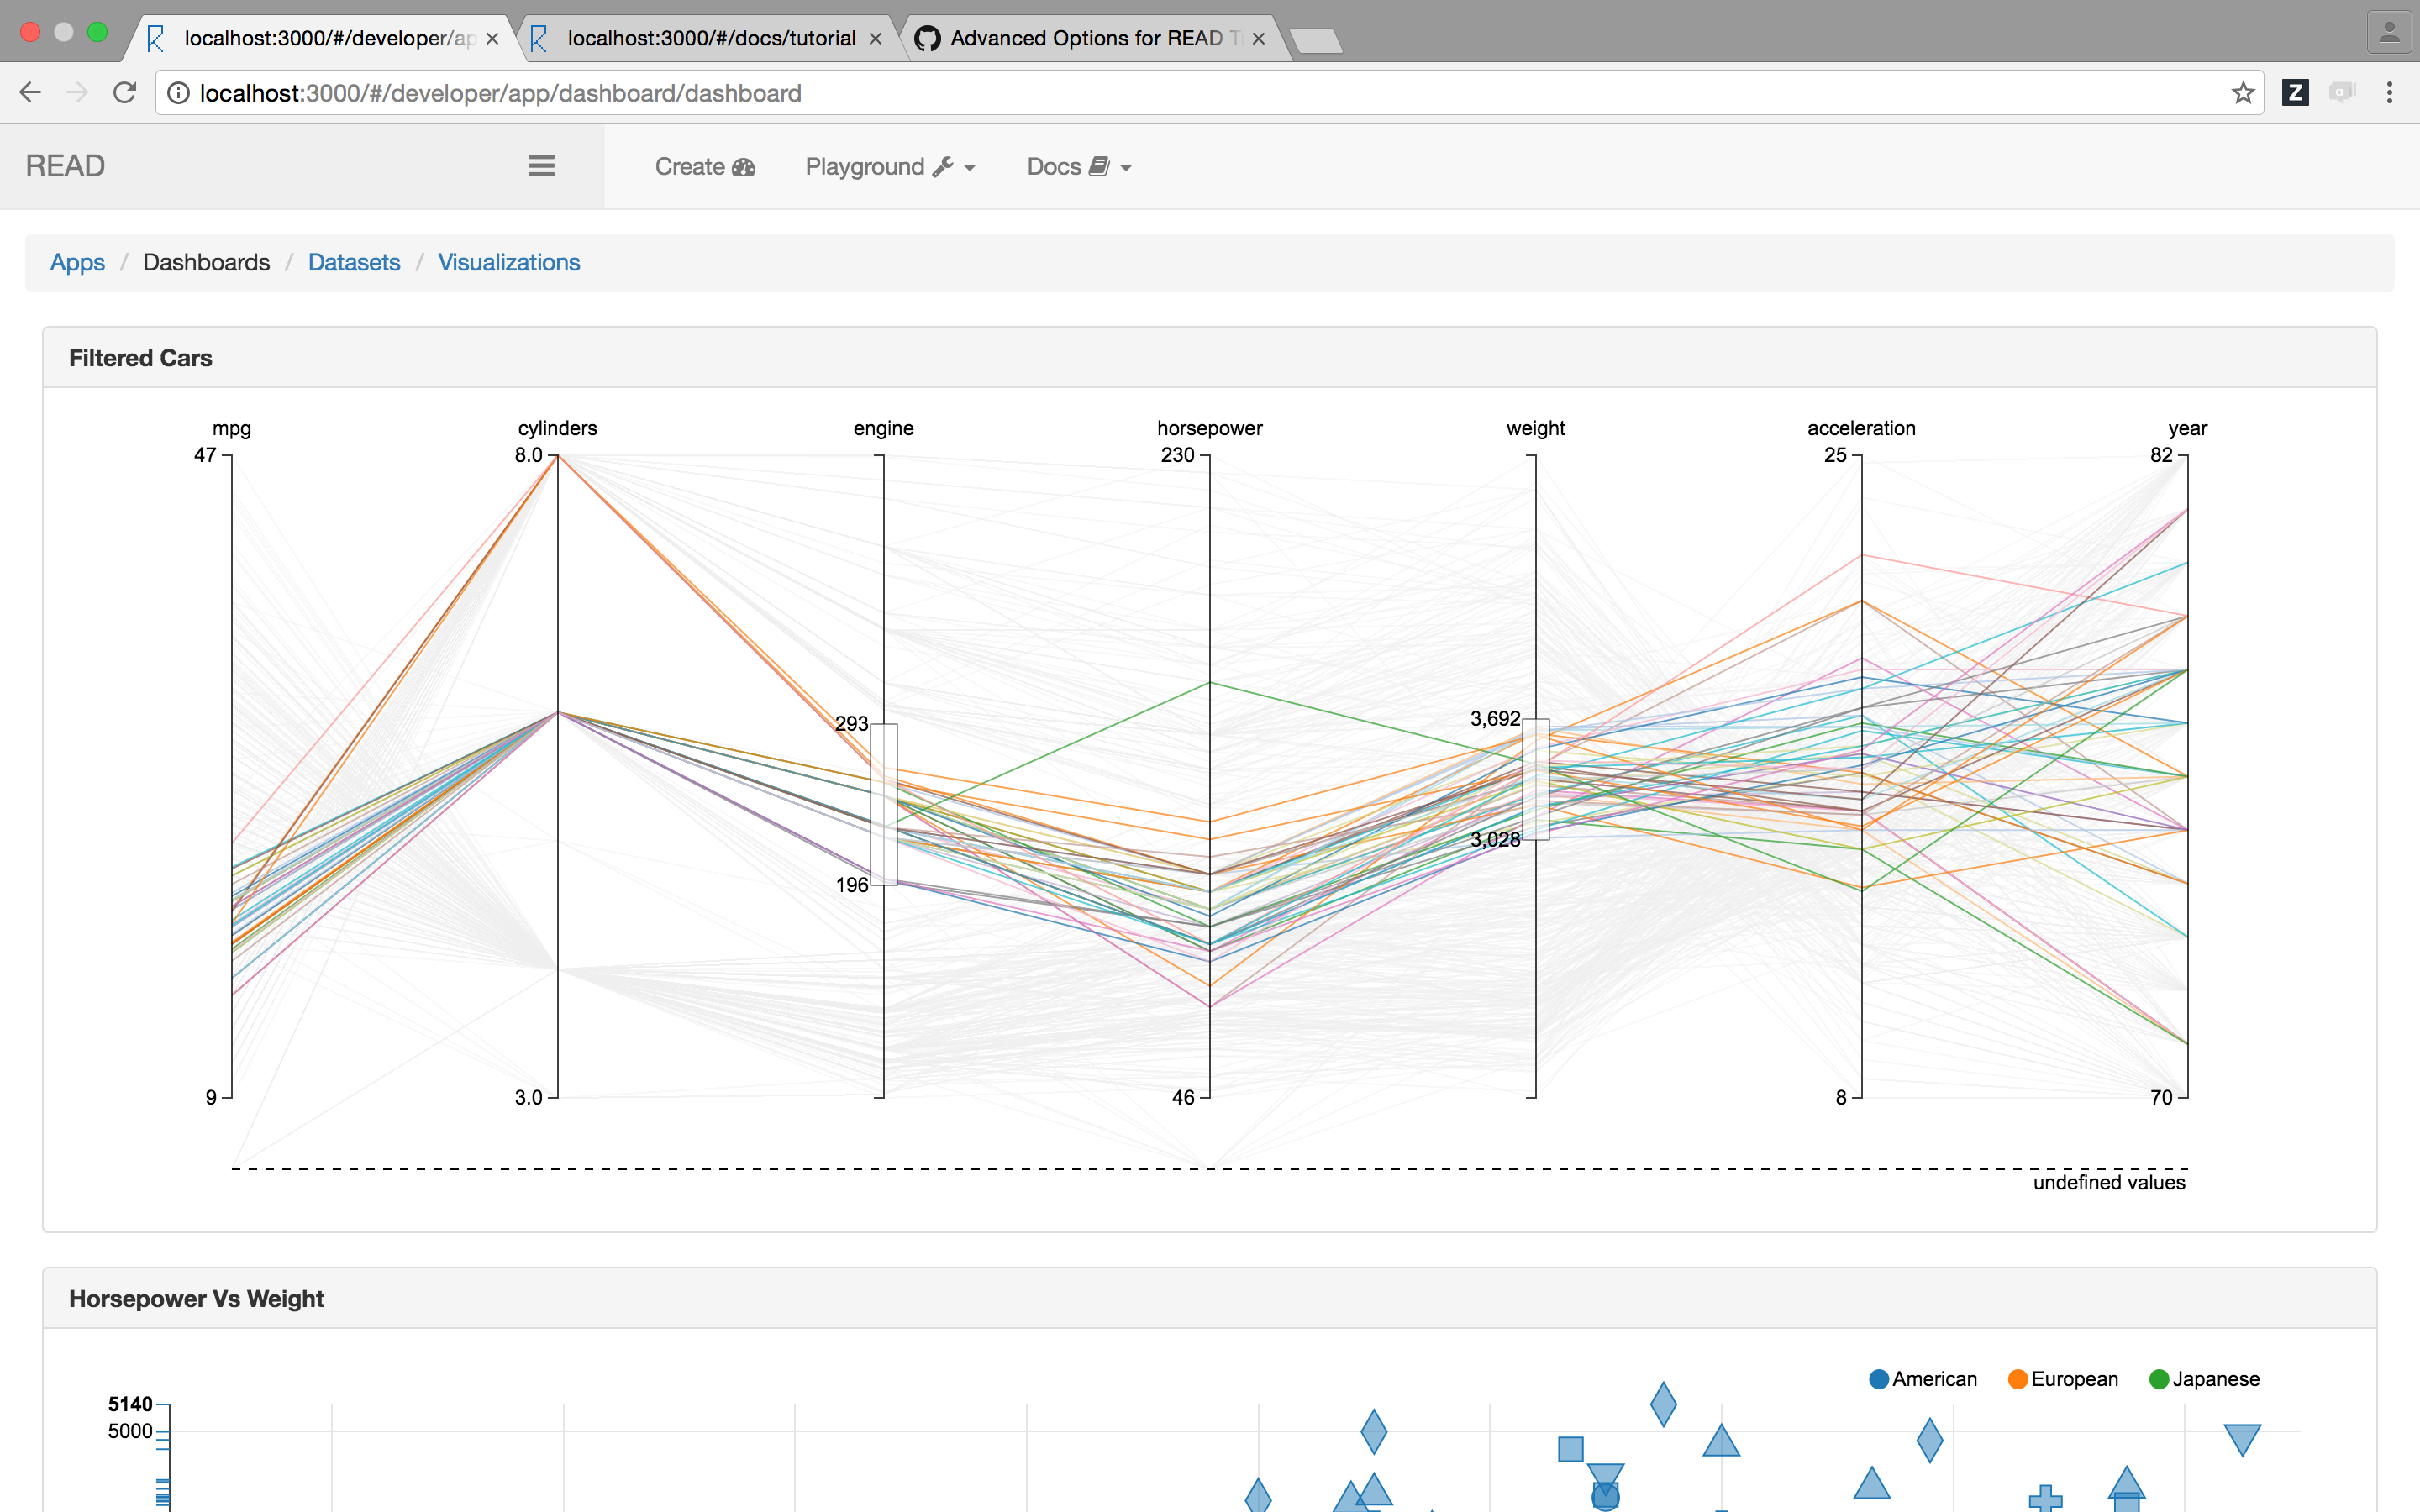 localhost:3000/#/developer/ap
localhost:3000/#/docs/tutorial
Advanced Options for READ T
localhost:3000/#/developer/app/dashboard/dashboard
Z
a
READ
Create
Playground
Docs
Apps / Dashboards / Datasets / Visualizations
Filtered Cars
mpg cylinders engine horsepower weight acceleration year
47 8.0 230 25 82
293 3,692
3,028
196
9 3.0 46 8 70
undefined values
Horsepower Vs Weight
American European Japanese
5140
5000